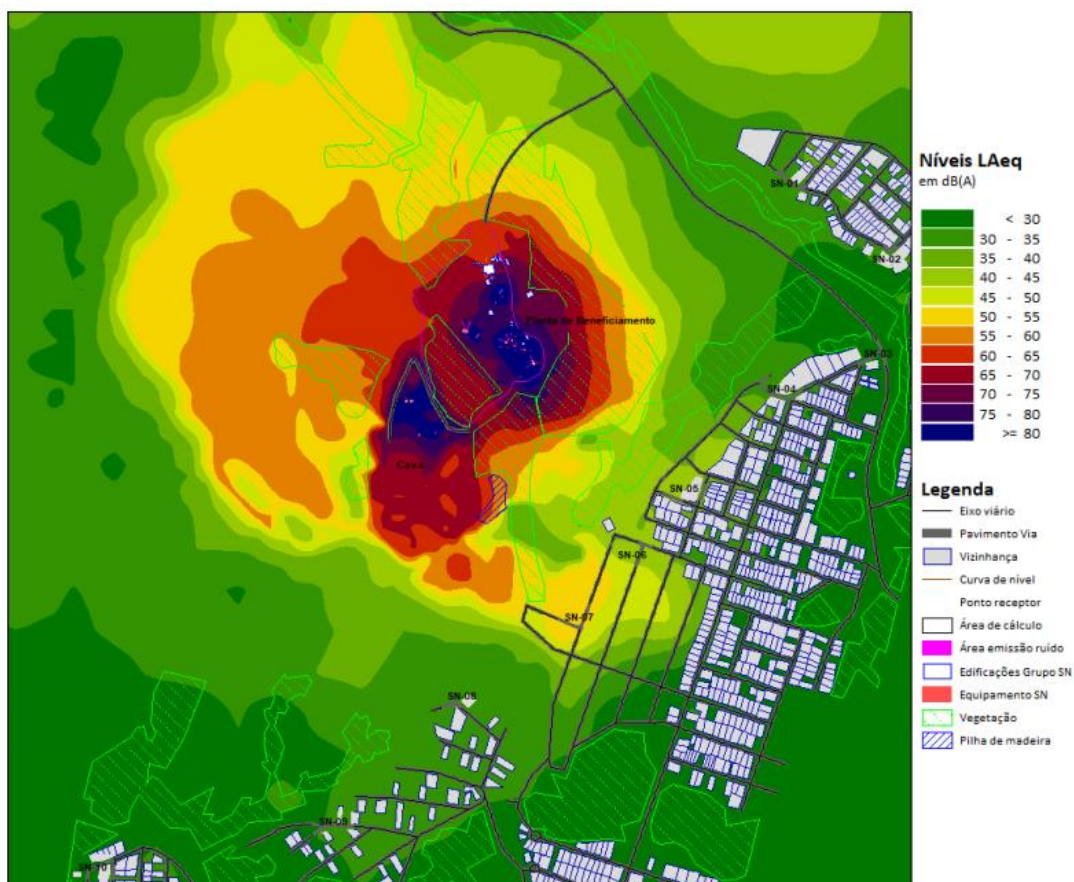 SN-01
SN-02
Planta de Beneficiamento
SN-03
SN-04
Cava
SN-05
SN-06
SN-07
SN-08
SN-09
SN-10
Níveis LAeq
em dB(A)
< 30
30 - 35
35 - 40
40 - 45
45 - 50
50 - 55
55 - 60
60 - 65
65 - 70
70 - 75
75 - 80
>= 80
Legenda
Eixo viário
Pavimento Via
Vizinhança
Curva de nível
Ponto receptor
Área de cálculo
Área emissão ruído
Edificações Grupo SN
Equipamento SN
Vegetação
Pilha de madeira